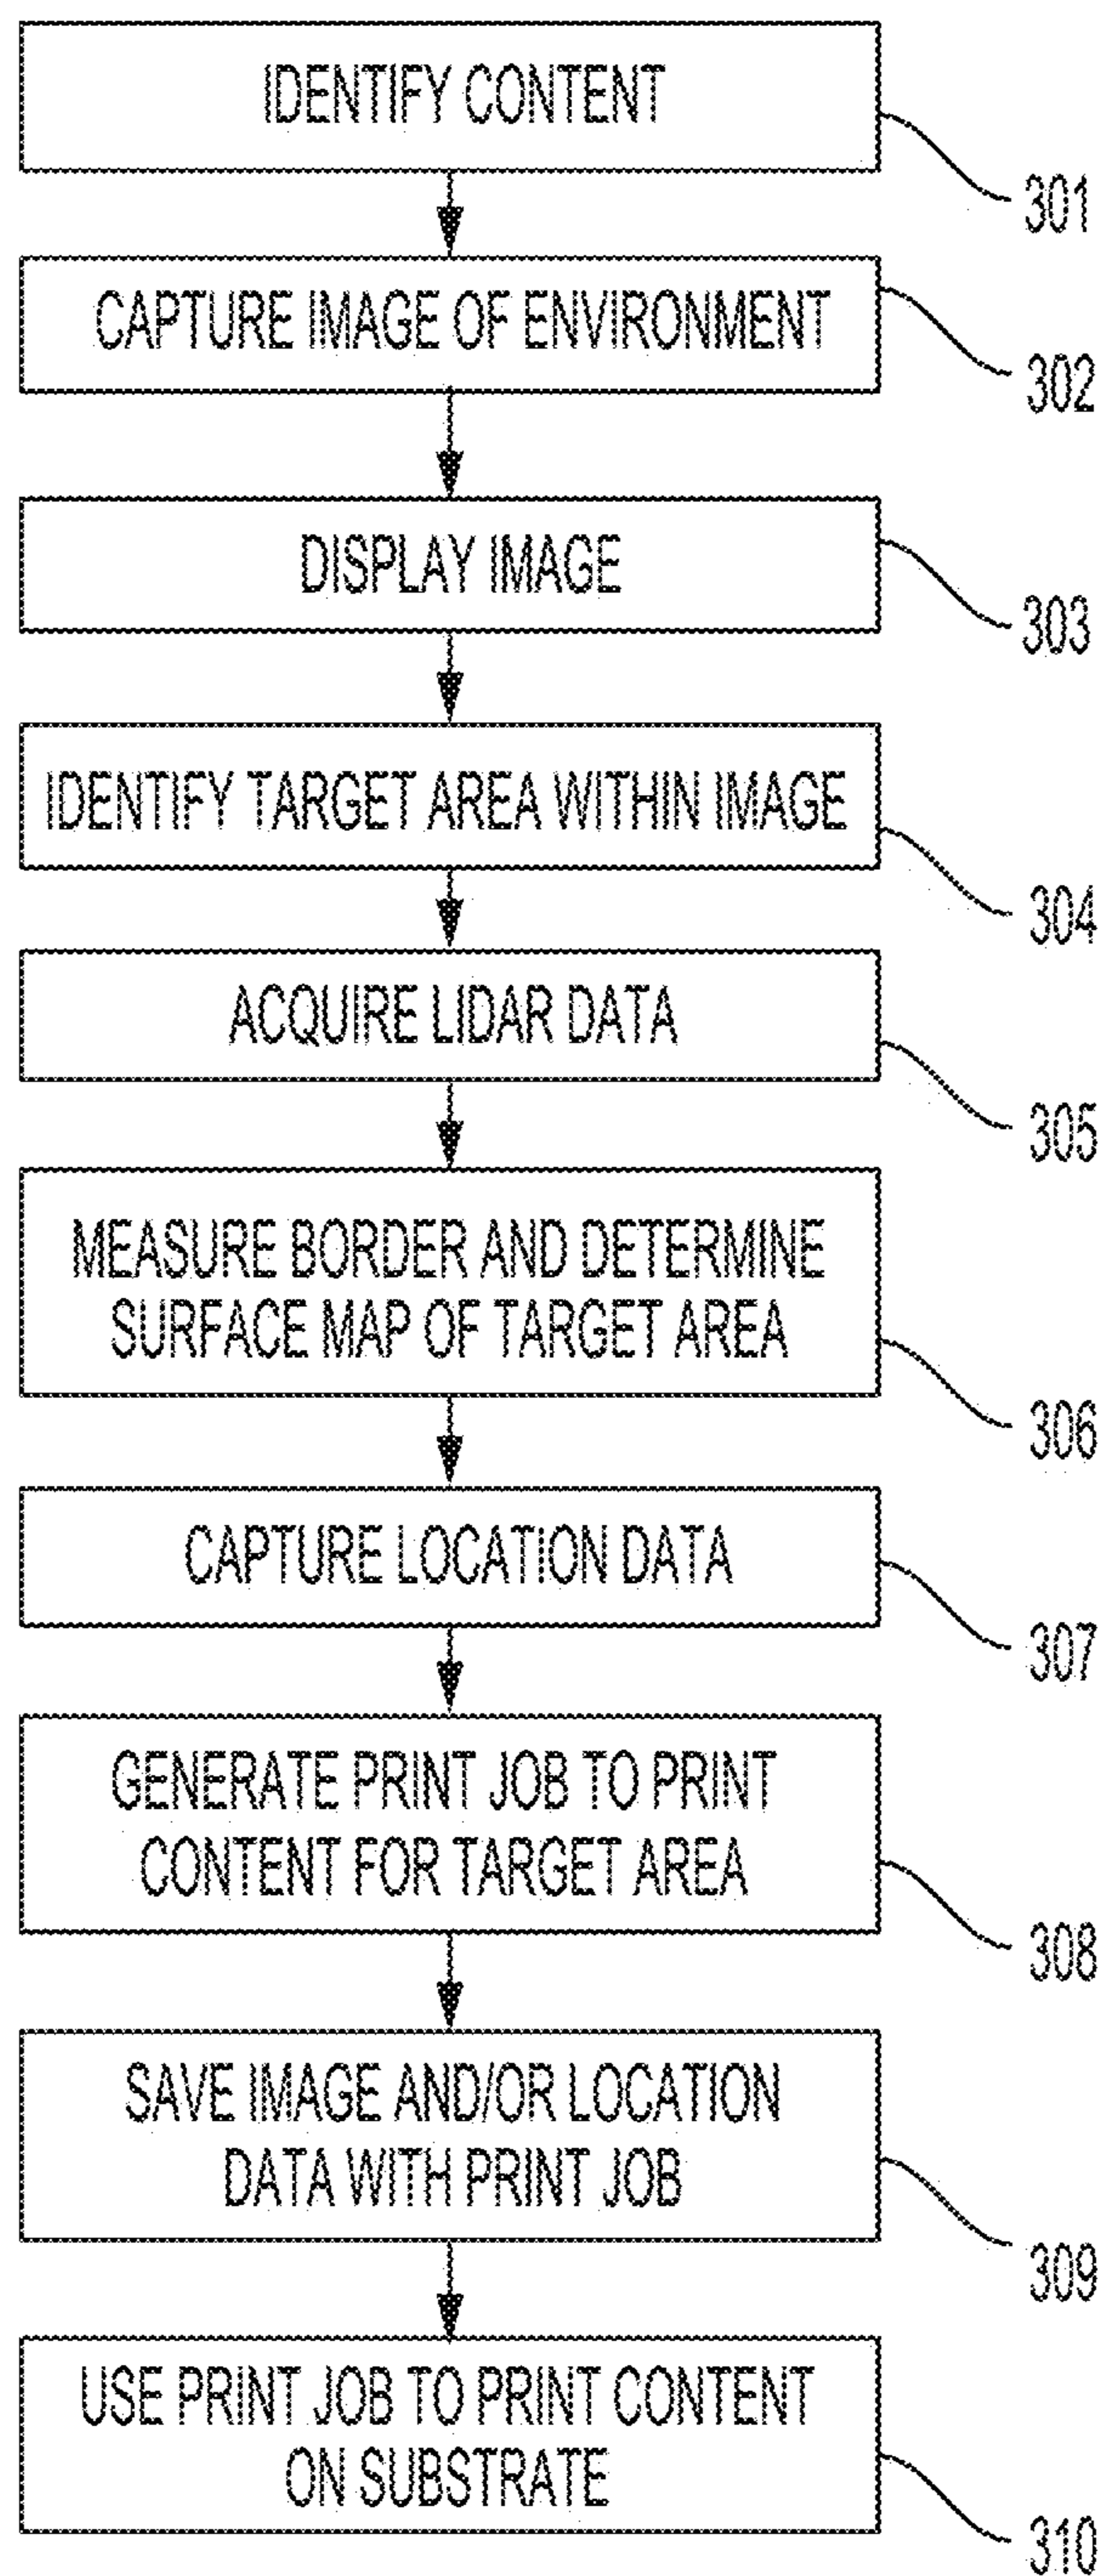 IDENTIFY CONTENT
301
CAPTURE IMAGE OF ENVIRONMENT
302
DISPLAY IMAGE
303
IDENTIFY TARGET AREA WITHIN IMAGE
304
ACQUIRE LIDAR DATA
305
MEASURE BORDER AND DETERMINE
SURFACE MAP OF TARGET AREA
306
CAPTURE LOCATION DATA
307
GENERATE PRINT JOB TO PRINT
CONTENT FOR TARGET AREA
308
SAVE IMAGE AND/OR LOCATION
DATA WITH PRINT JOB
309
USE PRINT JOB TO PRINT CONTENT
ON SUBSTRATE
310